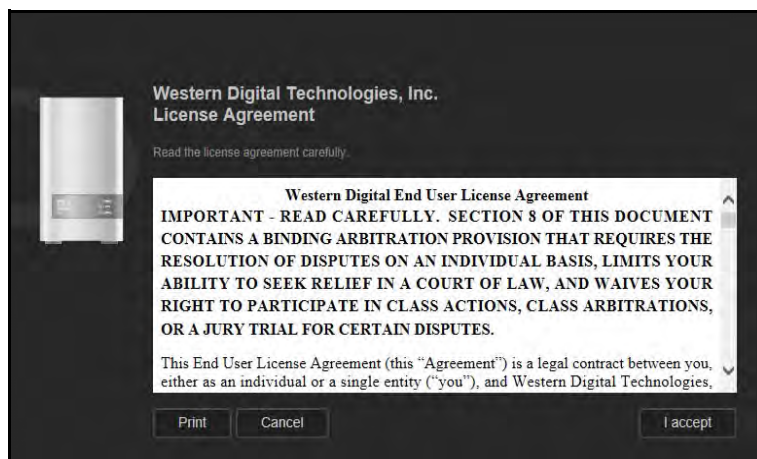 Western Digital Technologies, Inc.
License Agreement
Read the license agreement carefully.
Western Digital End User License Agreement
IMPORTANT - READ CAREFULLY. SECTION 8 OF THIS DOCUMENT
CONTAINS A BINDING ARBITRATION PROVISION THAT REQUIRES THE
RESOLUTION OF DISPUTES ON AN INDIVIDUAL BASIS, LIMITS YOUR
ABILITY TO SEEK RELIEF IN A COURT OF LAW, AND WAIVES YOUR
RIGHT TO PARTICIPATE IN CLASS ACTIONS, CLASS ARBITRATIONS,
OR A JURY TRIAL FOR CERTAIN DISPUTES.
This End User License Agreement (this “Agreement”) is a legal contract between you,
either as an individual or a single entity (“you”), and Western Digital Technologies,
Print
Cancel
I accept